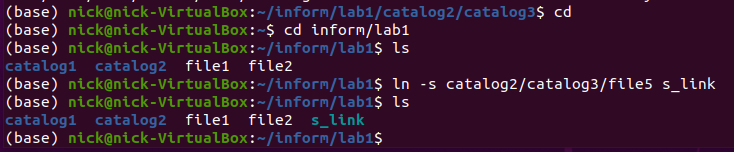 (base) nick@nick-VirtualBox:~/inform/lab1/catalog2/catalog3$ cd
(base) nick@nick-VirtualBox:~$ cd inform/lab1
(base) nick@nick-VirtualBox:~/inform/lab1$ ls
catalog1  catalog2  file1  file2
(base) nick@nick-VirtualBox:~/inform/lab1$ ln -s catalog2/catalog3/file5 s_link
(base) nick@nick-VirtualBox:~/inform/lab1$ ls
catalog1  catalog2  file1  file2  s_link
(base) nick@nick-VirtualBox:~/inform/lab1$